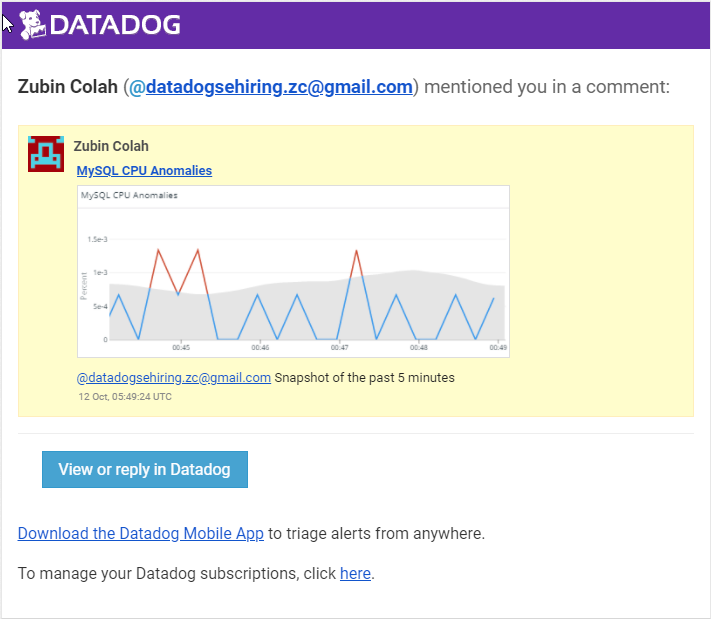 DATADOG
Zubin Colah (@datadogsehiring.zc@gmail.com) mentioned you in a comment:
Zubin Colah
MySQL CPU Anomalies
MySQL CPU Anomalies
1.5e-3
1e-3
5e-4
0
Percent
00:45 00:46 00:47 00:48 00:49
@datadogsehiring.zc@gmail.com Snapshot of the past 5 minutes
12 Oct, 05:49:24 UTC
View or reply in Datadog
Download the Datadog Mobile App to triage alerts from anywhere.
To manage your Datadog subscriptions, click here.